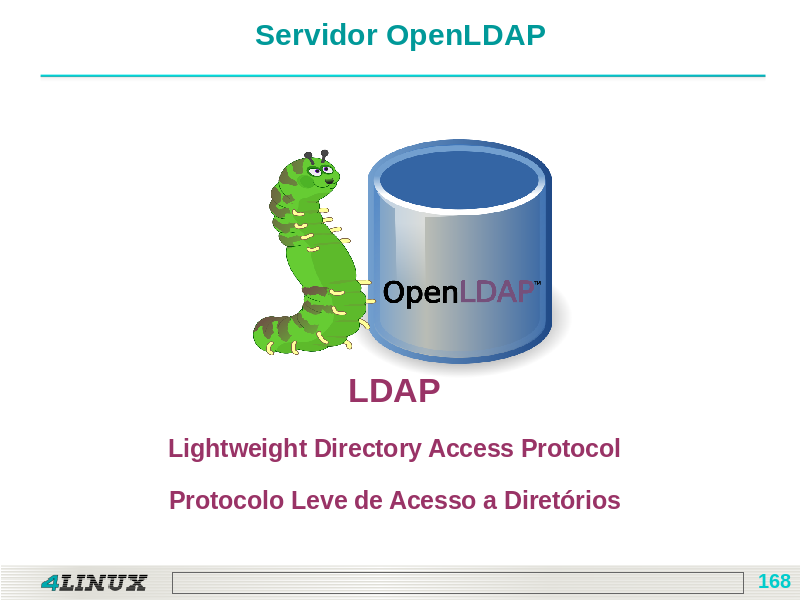 Servidor OpenLDAP
OpenLDAP™
LDAP
Lightweight Directory Access Protocol
Protocolo Leve de Acesso a Diretórios
4LINUX
168